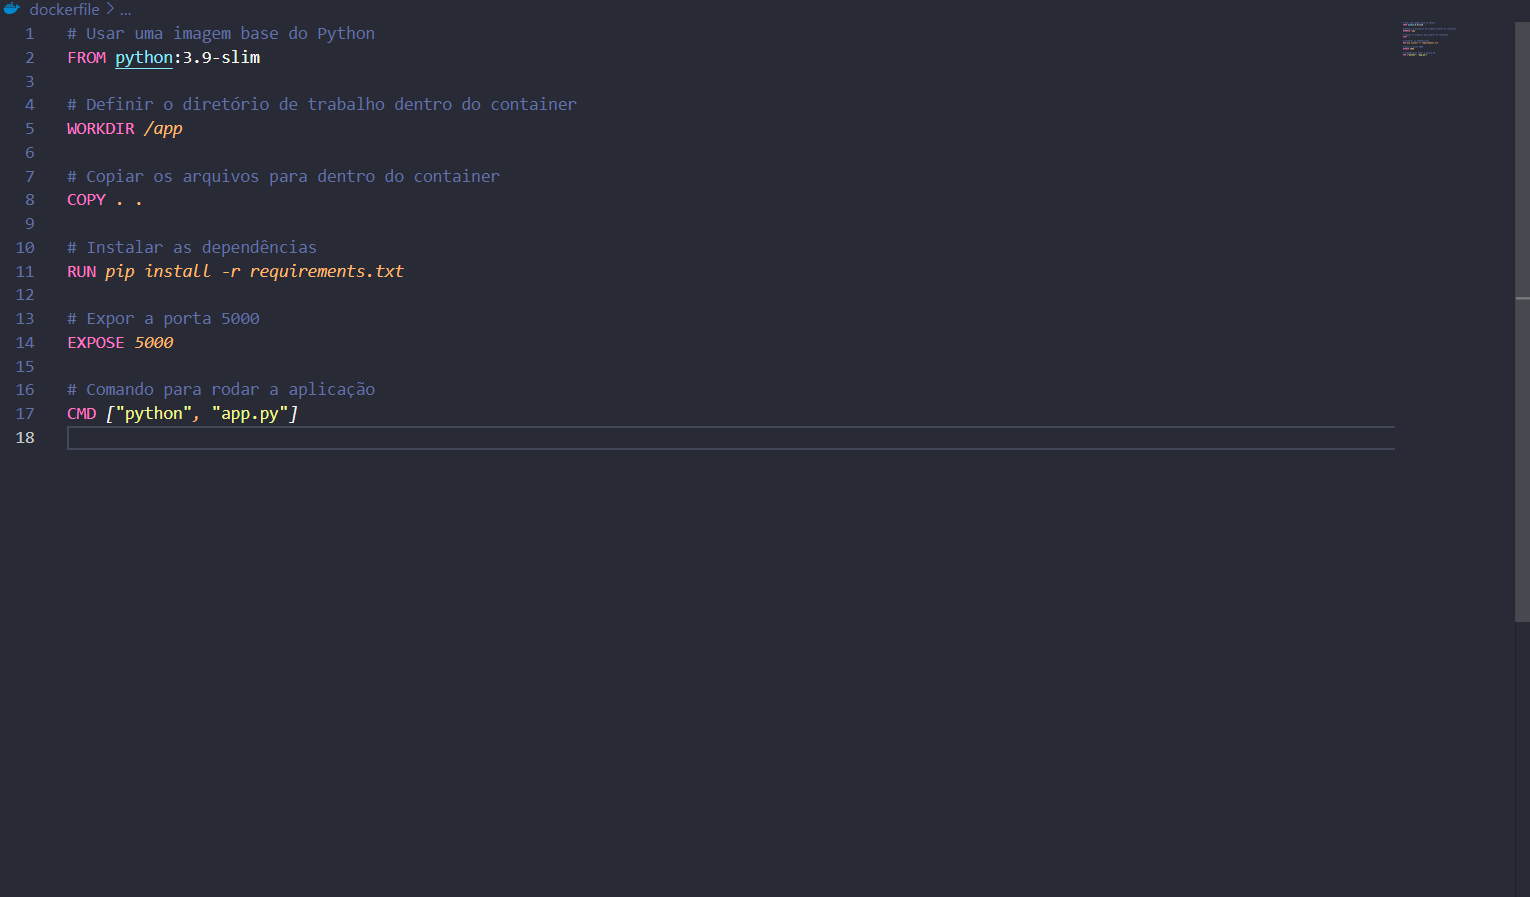 dockerfile > ...
1 # Usar uma imagem base do Python
2 FROM python:3.9-slim
3
4 # Definir o diretório de trabalho dentro do container
5 WORKDIR /app
6
7 # Copiar os arquivos para dentro do container
8 COPY . .
9
10 # Instalar as dependências
11 RUN pip install -r requirements.txt
12
13 # Expor a porta 5000
14 EXPOSE 5000
15
16 # Comando para rodar a aplicação
17 CMD ["python", "app.py"]
18